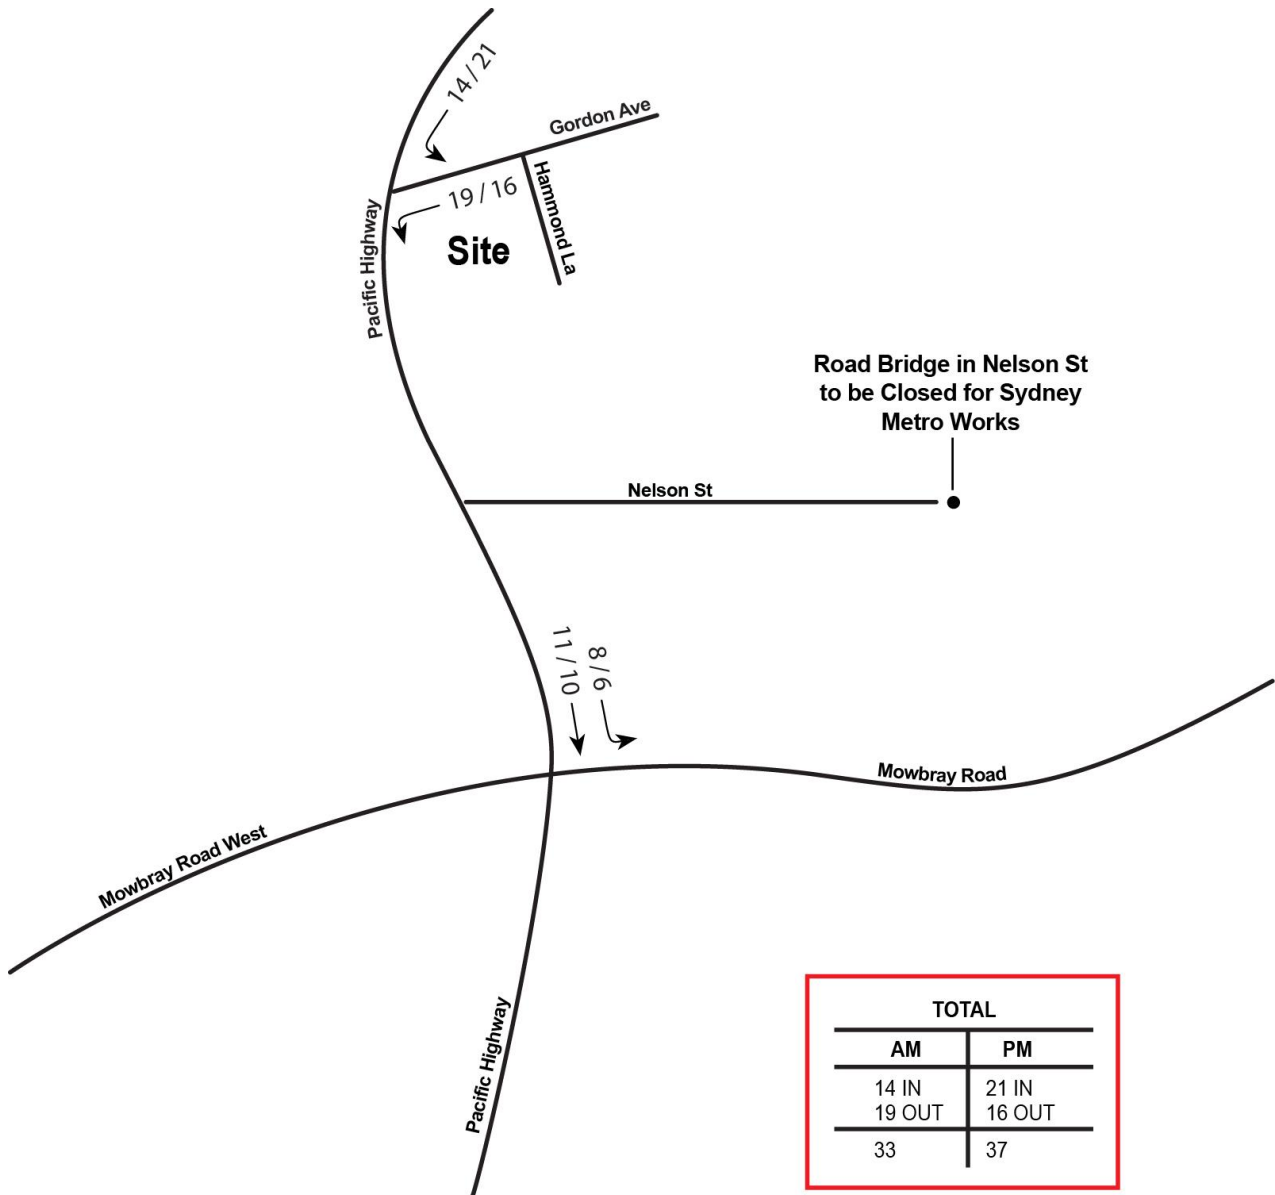 14 / 21
Gordon Ave
19 / 16
Hammond La
Pacific Highway
Site
Road Bridge in Nelson St
to be Closed for Sydney
Metro Works
Nelson St
11 / 10
8 / 6
Mowbray Road
Mowbray Road West
Pacific Highway
TOTAL
AM PM
14 IN 21 IN
19 OUT 16 OUT
33 37